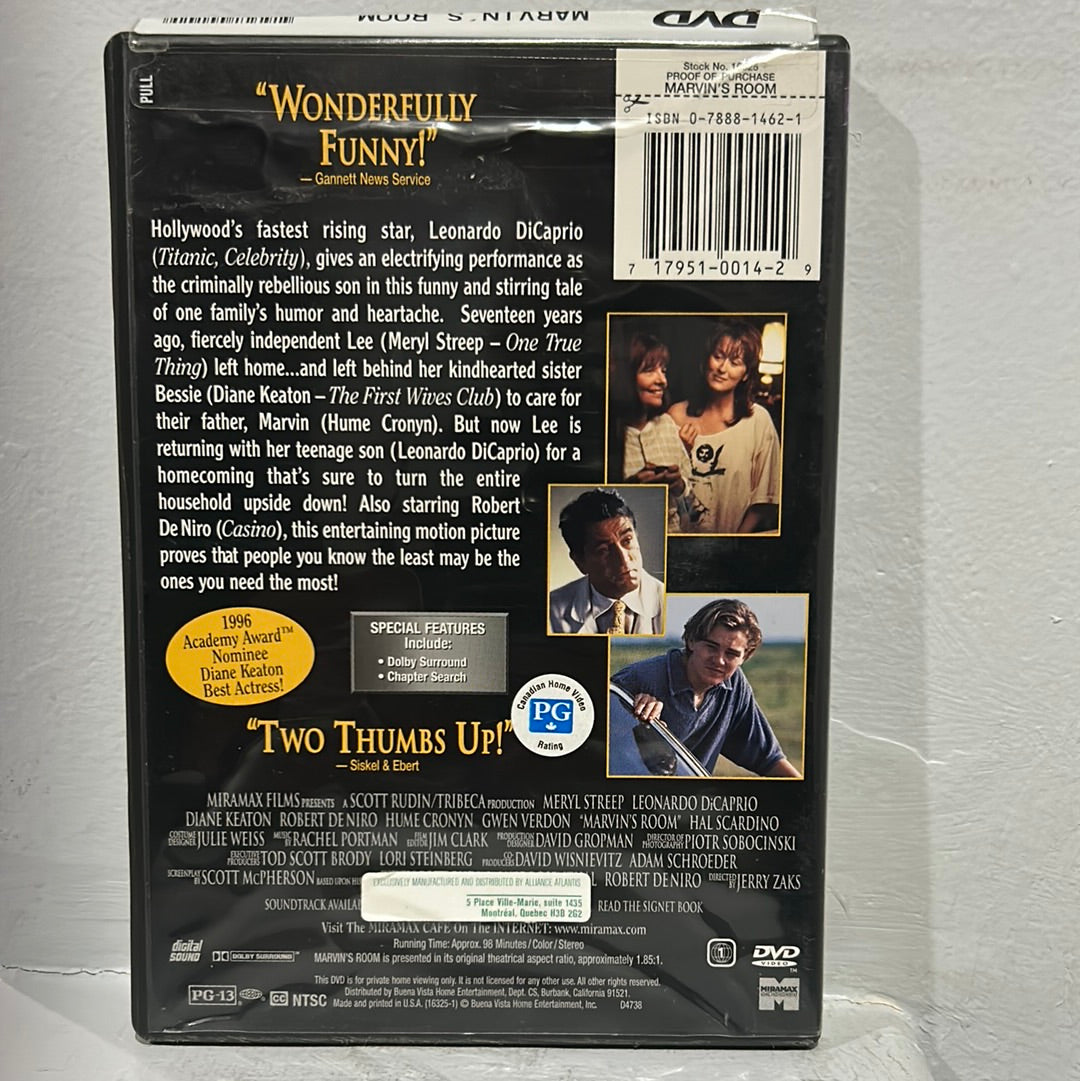 MARVIN'S ROOM
DVD
PULL
Stock No.
PROOF OF PURCHASE
MARVIN'S ROOM
ISBN 0-7888-1462-1
7 17951-0014-2 9
"WONDERFULLY
FUNNY!"
— Gannett News Service
Hollywood's fastest rising star, Leonardo DiCaprio
(Titanic, Celebrity), gives an electrifying performance as
the criminally rebellious son in this funny and stirring tale
of one family's humor and heartache. Seventeen years
ago, fiercely independent Lee (Meryl Streep – One True
Thing) left home...and left behind her kindhearted sister
Bessie (Diane Keaton – The First Wives Club) to care for
their father, Marvin (Hume Cronyn). But now Lee is
returning with her teenage son (Leonardo DiCaprio) for a
homecoming that's sure to turn the entire
household upside down! Also starring Robert
De Niro (Casino), this entertaining motion picture
proves that people you know the least may be the
ones you need the most!
1996
Academy Award™
Nominee
Diane Keaton
Best Actress!
SPECIAL FEATURES
Include:
• Dolby Surround
• Chapter Search
Canadian Home Video
PG
Rating
"TWO THUMBS UP!"
— Siskel & Ebert
MIRAMAX FILMS PRESENTS A SCOTT RUDIN/TRIBECA PRODUCTION MERYL STREEP LEONARDO DiCAPRIO
DIANE KEATON ROBERT DE NIRO HUME CRONYN GWEN VERDON "MARVIN'S ROOM" HAL SCARDINO
COSTUME DESIGNER JULIE WEISS MUSIC BY RACHEL PORTMAN FILM EDITOR JIM CLARK PRODUCTION DESIGNER DAVID GROPMAN DIRECTOR OF PHOTOGRAPHY PIOTR SOBOCINSKI
EXECUTIVE PRODUCERS TOD SCOTT BRODY LORI STEINBERG CO-PRODUCERS DAVID WISNIEVITZ ADAM SCHROEDER
SCREENPLAY BY SCOTT McPHERSON BASED UPON HIS ROBERT DE NIRO DIRECTED BY JERRY ZAKS
EXCLUSIVELY MANUFACTURED AND DISTRIBUTED BY ALLIANCE ATLANTIS
5 Place Ville-Marie, suite 1435
Montréal, Quebec H3B 2G2
SOUNDTRACK READ THE SIGNET BOOK
Visit The MIRAMAX CAFE On The INTERNET: www.miramax.com
Running Time: Approx. 98 Minutes/Color/Stereo
MARVIN'S ROOM is presented in its original theatrical aspect ratio, approximately 1.85:1.
digital
SOUND
DOLBY SURROUND
1
DVD
VIDEO
™
This DVD is for private home viewing only. It is not licensed for any other use. All other rights reserved.
Distributed by Buena Vista Home Entertainment, Dept. CS, Burbank, California 91521.
Made and printed in U.S.A. (16325-1) © Buena Vista Home Entertainment, Inc. 04738
PG-13
CC NTSC
MIRAMAX
M